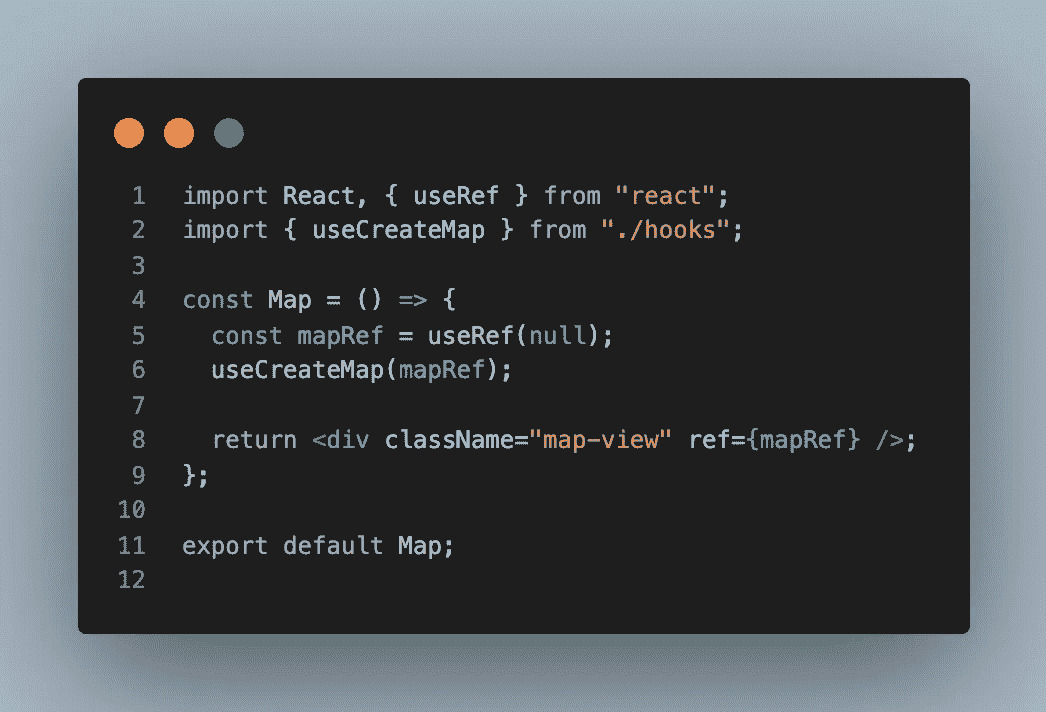 1 import React, { useRef } from "react";
2 import { useCreateMap } from "./hooks";
3
4 const Map = () => {
5   const mapRef = useRef(null);
6   useCreateMap(mapRef);
7
8   return <div className="map-view" ref={mapRef} />;
9 };
10
11 export default Map;
12